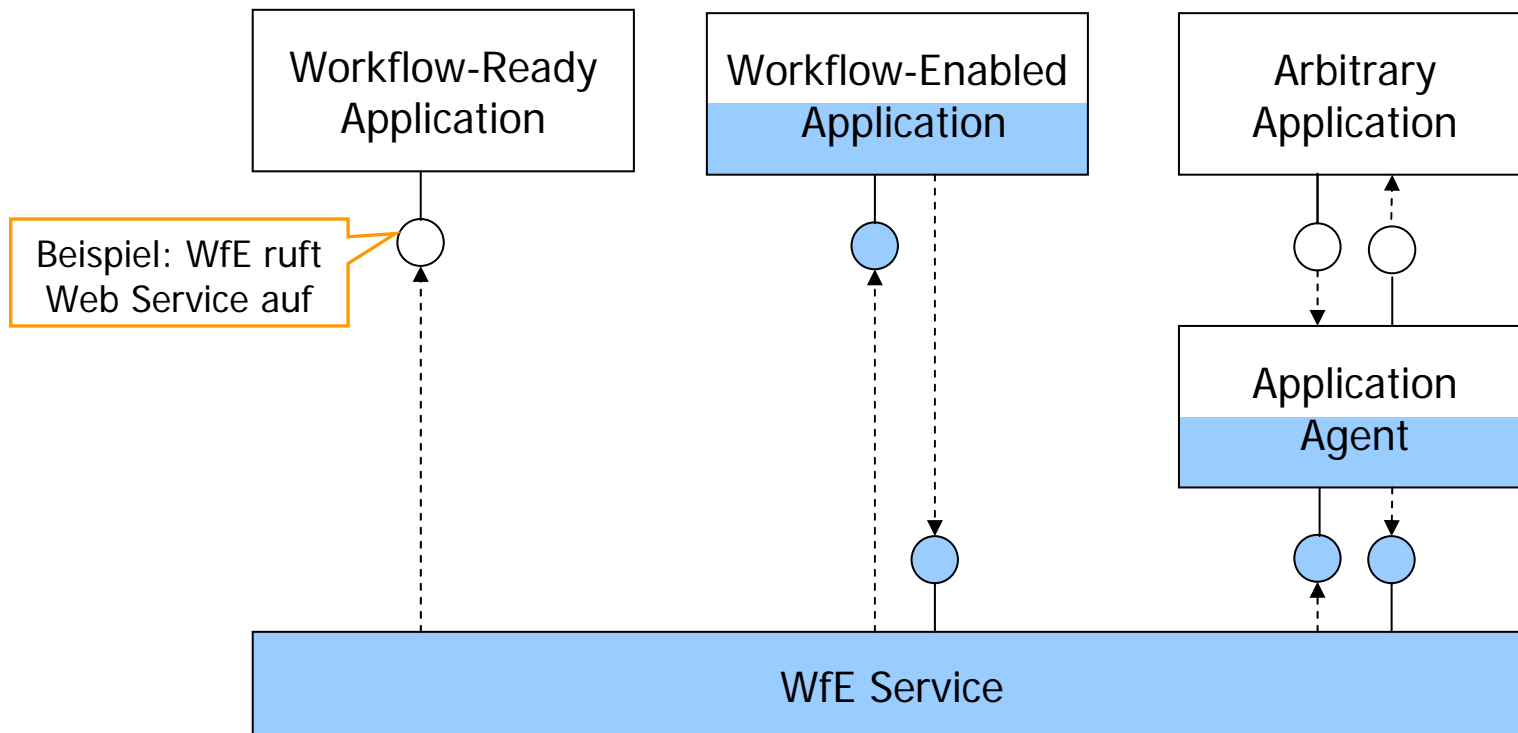 Workflow-Ready
Application
Workflow-Enabled
Application
Arbitrary
Application
Beispiel: WfE ruft
Web Service auf
Application
Agent
WfE Service